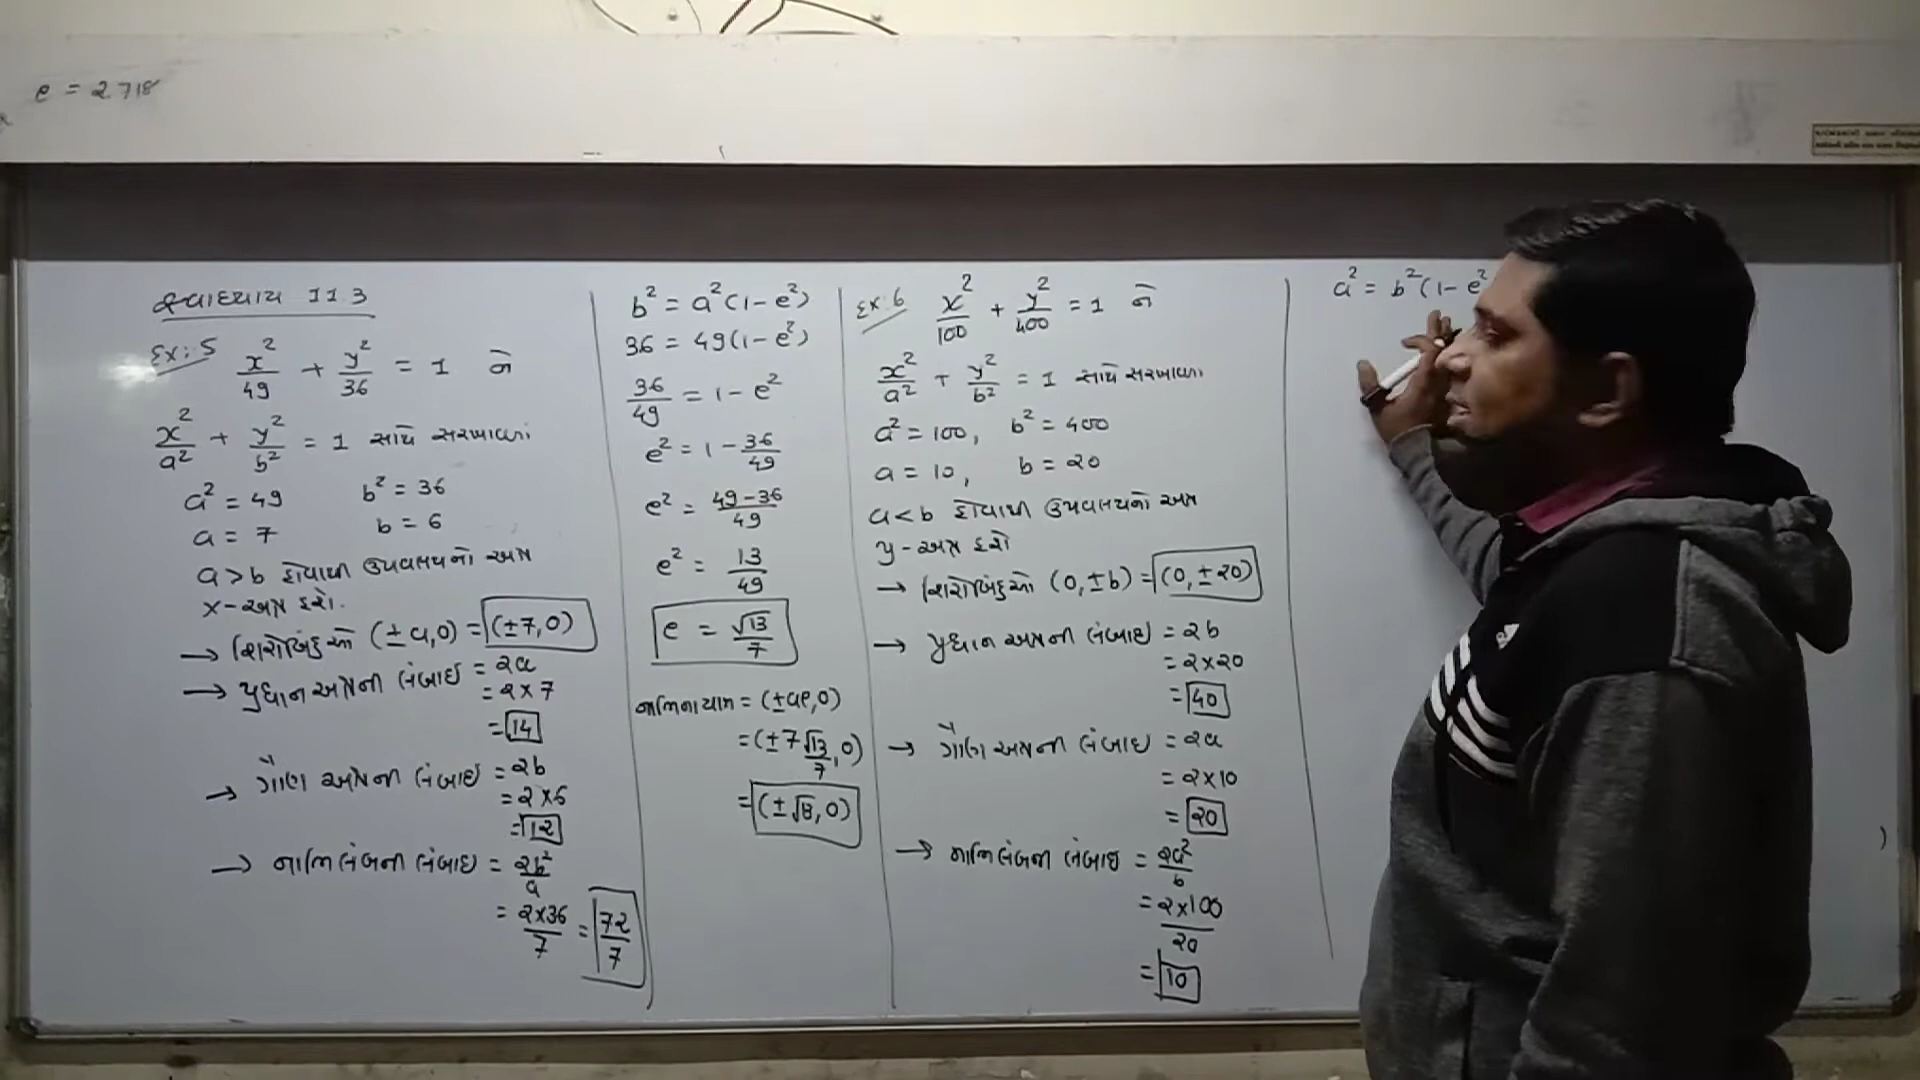 e = 2.718
સ્વાધ્યાય 11.3
Ex: 5 x²/49 + y²/36 = 1 ને
x²/a² + y²/b² = 1 સાથે સરખાવતાં
a² = 49 b² = 36
a = 7 b = 6
a > b હોવાથી ઉપવલયનો અક્ષ
x - અક્ષ હશે.
→ શિરોબિંદુઓ (±a,0) = (±7,0)
→ પ્રધાન અક્ષની લંબાઈ = 2a
= 2×7
= 14
→ ગૌણ અક્ષની લંબાઈ = 2b
= 2×6
= 12
→ નાભિલંબની લંબાઈ = 2b²/a
= 2×36/7 = 72/7
b² = a²(1-e²)
36 = 49(1-e²)
36/49 = 1-e²
e² = 1 - 36/49
e² = 49-36/49
e² = 13/49
e = √13/7
નાભિના યામ = (±ae,0)
= (±7√13/7,0)
= (±√13,0)
Ex: 6 x²/100 + y²/400 = 1 ને
x²/a² + y²/b² = 1 સાથે સરખાવતાં
a² = 100, b² = 400
a = 10, b = 20
a < b હોવાથી ઉપવલયનો અક્ષ
y - અક્ષ હશે
→ શિરોબિંદુઓ (0,±b) = (0,±20)
→ પ્રધાન અક્ષની લંબાઈ = 2b
= 2×20
= 40
→ ગૌણ અક્ષની લંબાઈ = 2a
= 2×10
= 20
→ નાભિલંબની લંબાઈ = 2a²/b
= 2×100/20
= 10
a² = b²(1-e²